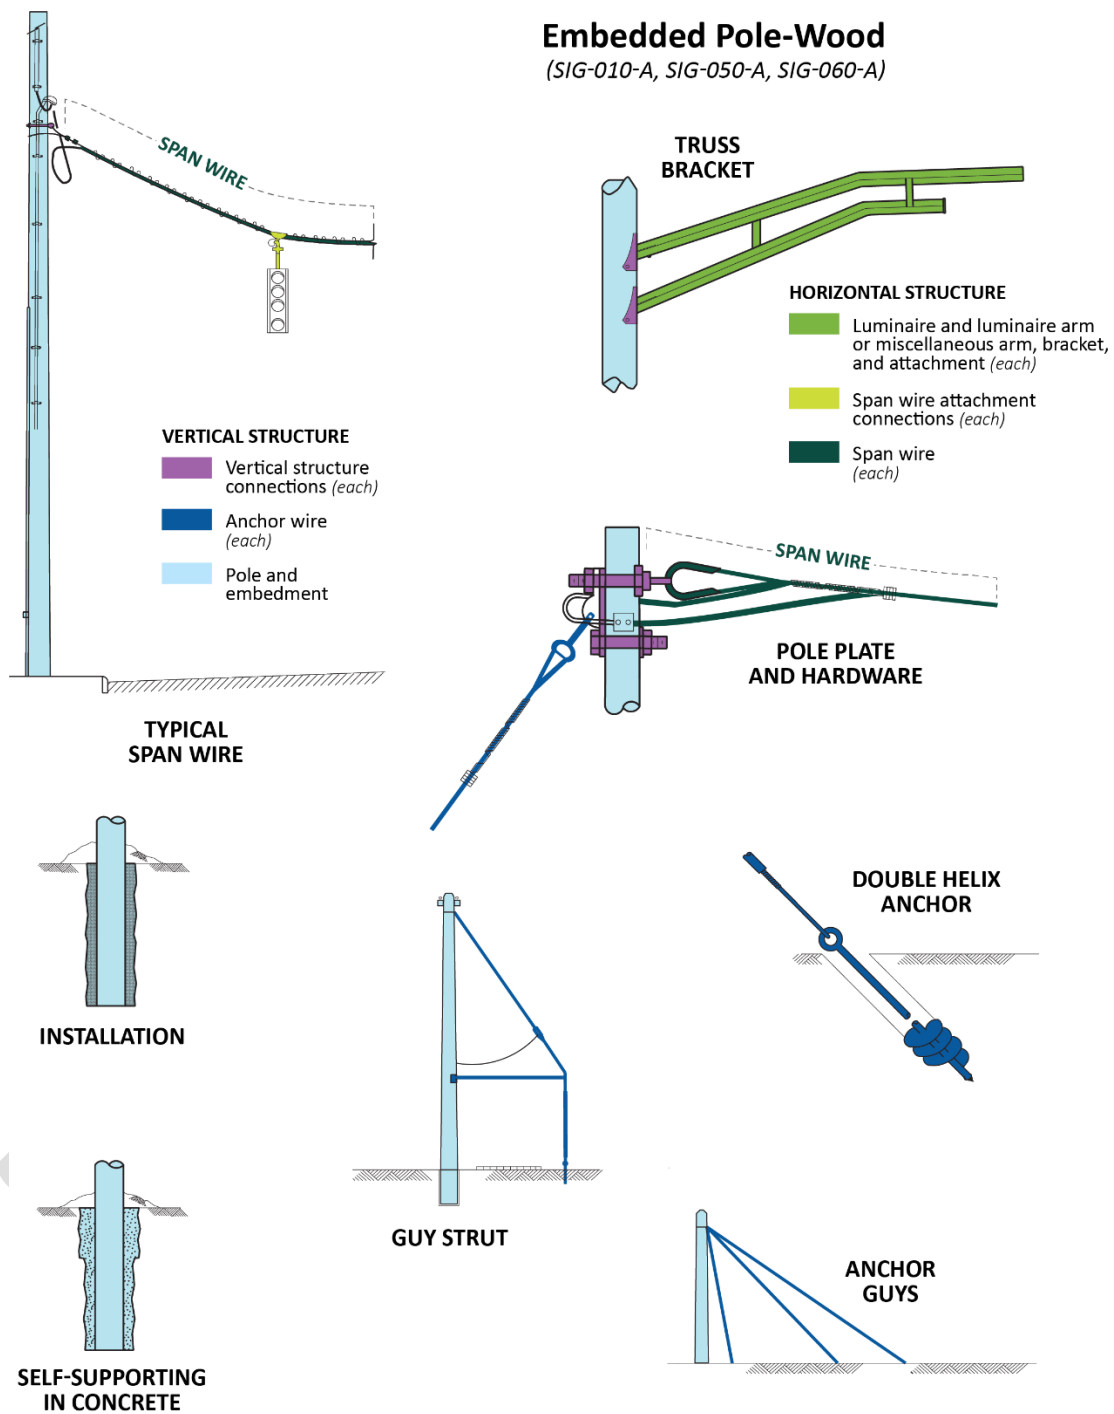 Embedded Pole-Wood
(SIG-010-A, SIG-050-A, SIG-060-A)
SPAN WIRE
TRUSS
BRACKET
HORIZONTAL STRUCTURE
Luminaire and luminaire arm
or miscellaneous arm, bracket,
and attachment (each)
Span wire attachment
connections (each)
Span wire
(each)
VERTICAL STRUCTURE
Vertical structure
connections (each)
Anchor wire
(each)
Pole and
embedment
SPAN WIRE
POLE PLATE
AND HARDWARE
TYPICAL
SPAN WIRE
INSTALLATION
DOUBLE HELIX
ANCHOR
GUY STRUT
ANCHOR
GUYS
SELF-SUPPORTING
IN CONCRETE